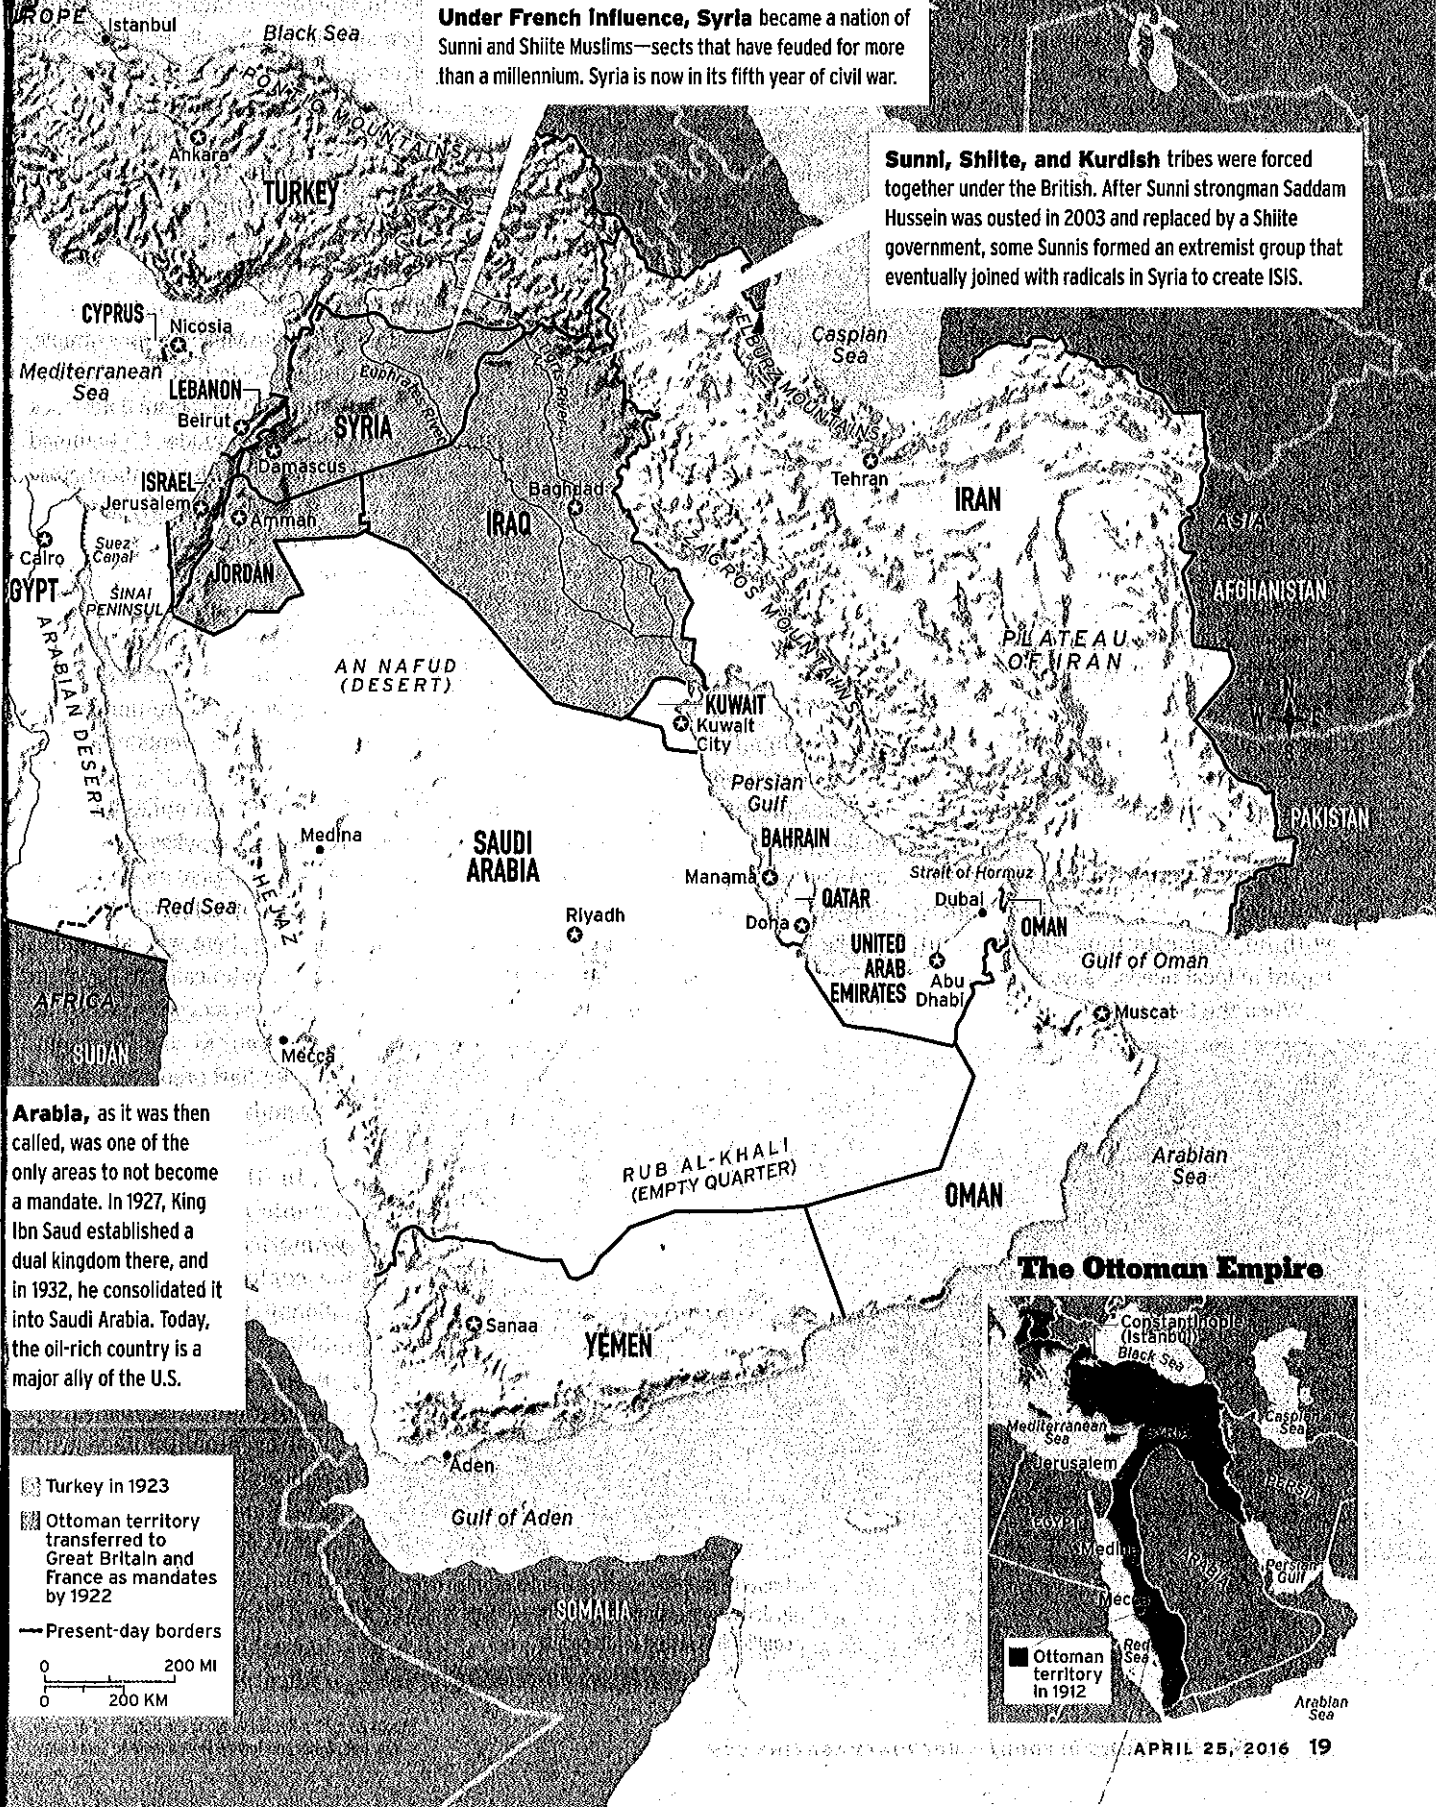 Under French Influence, Syria became a nation of
Sunni and Shiite Muslims—sects that have feuded for more
than a millennium. Syria is now in its fifth year of civil war.
Sunni, Shiite, and Kurdish tribes were forced
together under the British. After Sunni strongman Saddam
Hussein was ousted in 2003 and replaced by a Shiite
government, some Sunnis formed an extremist group that
eventually joined with radicals in Syria to create ISIS.
UROPE
Istanbul
Black Sea
PONTIC MOUNTAINS
Ankara
TURKEY
CYPRUS
Nicosia
Mediterranean
Sea
LEBANON
Beirut
Euphrates River
Tigris River
SYRIA
Damascus
ISRAEL
Jerusalem
Amman
Baghdad
IRAQ
Caspian
Sea
ELBURZ MOUNTAINS
Tehran
IRAN
ASIA
AFGHANISTAN
Cairo
GYPT
Suez
Canal
SINAI
PENINSULA
JORDAN
ARABIAN DESERT
AN NAFUD
(DESERT)
ZAGROS MOUNTAINS
PLATEAU
OF IRAN
N
W E
KUWAIT
Kuwait
City
Persian
Gulf
PAKISTAN
Medina
HEJAZ
SAUDI
ARABIA
BAHRAIN
Manama
QATAR
Doha
Strait of Hormuz
Dubai
OMAN
Red Sea
Riyadh
UNITED
ARAB
EMIRATES
Abu
Dhabi
Gulf of Oman
Muscat
AFRICA
SUDAN
Mecca
Arabia, as it was then
called, was one of the
only areas to not become
a mandate. In 1927, King
Ibn Saud established a
dual kingdom there, and
in 1932, he consolidated it
into Saudi Arabia. Today,
the oil-rich country is a
major ally of the U.S.
RUB AL-KHALI
(EMPTY QUARTER)
OMAN
Arabian
Sea
Sanaa
YEMEN
Aden
Gulf of Aden
SOMALIA
Turkey in 1923
Ottoman territory
transferred to
Great Britain and
France as mandates
by 1922
Present-day borders
0 200 MI
0 200 KM
The Ottoman Empire
Constantinople
(Istanbul)
Black Sea
Mediterranean
Sea
SYRIA
Caspian
Sea
Jerusalem
PERSIA
EGYPT
Medina
Persian
Gulf
Mecca
Red
Sea
Ottoman
territory
in 1912
Arabian
Sea
APRIL 25, 2016 19